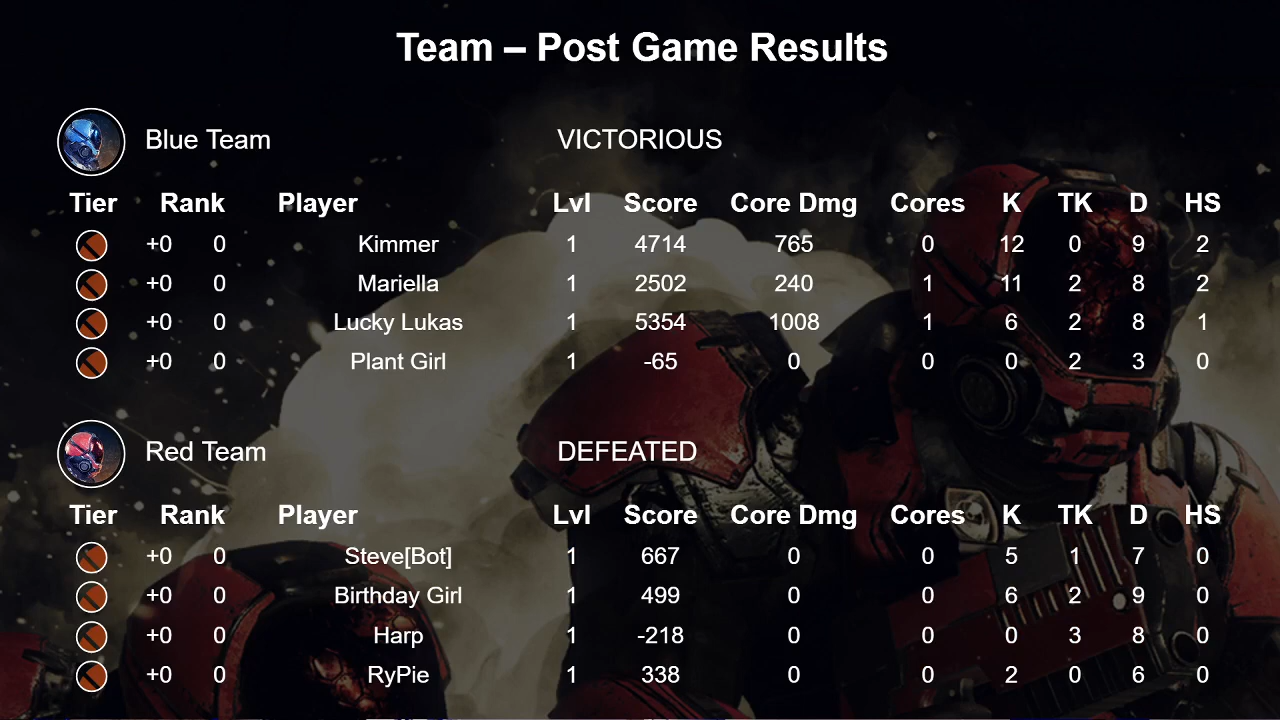 Team – Post Game Results
Blue Team VICTORIOUS
Tier Rank Player Lvl Score Core Dmg Cores K TK D HS
+0 0 Kimmer 1 4714 765 0 12 0 9 2
+0 0 Mariella 1 2502 240 1 11 2 8 2
+0 0 Lucky Lukas 1 5354 1008 1 6 2 8 1
+0 0 Plant Girl 1 -65 0 0 0 2 3 0
Red Team DEFEATED
Tier Rank Player Lvl Score Core Dmg Cores K TK D HS
+0 0 Steve[Bot] 1 667 0 0 5 1 7 0
+0 0 Birthday Girl 1 499 0 0 6 2 9 0
+0 0 Harp 1 -218 0 0 0 3 8 0
+0 0 RyPie 1 338 0 0 2 0 6 0